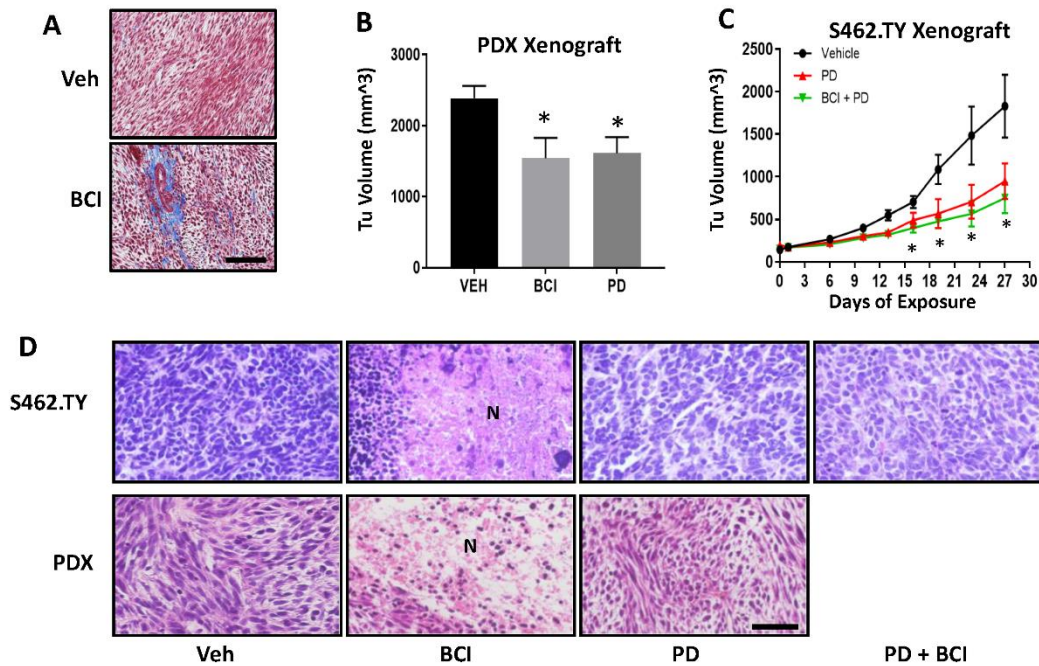 A
Veh
BCI
B
PDX Xenograft
Tu Volume (mm^3)
3000
2000
1000
0
VEH
BCI
PD
*
*
C
S462.TY Xenograft
Vehicle
PD
BCI + PD
Tu Volume (mm^3)
2500
2000
1500
1000
500
0
0 3 6 9 12 15 18 21 24 27 30
* * * *
Days of Exposure
D
S462.TY
N
PDX
N
Veh
BCI
PD
PD + BCI